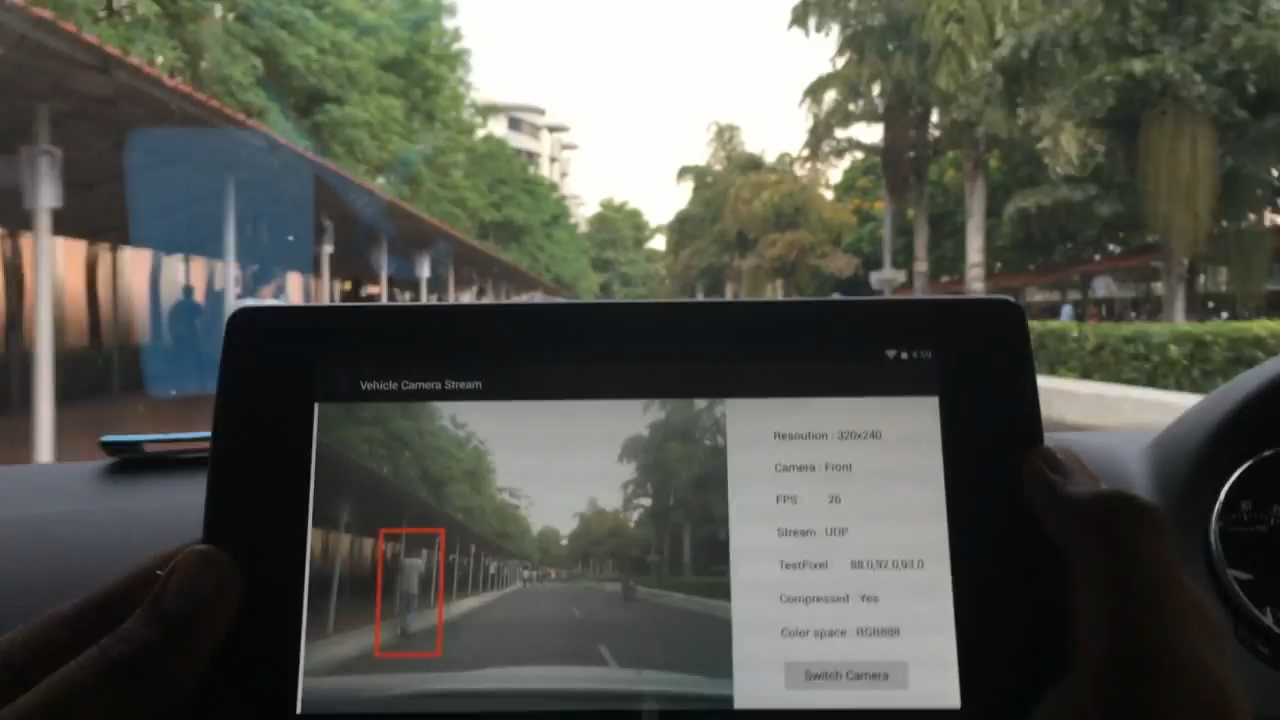 4:59
Vehicle Camera Stream
Resoution : 320x240
Camera : Front
FPS 26
Stream : UDP
TestPixel 88.0,92.0,93.0
Compressed : Yes
Color space : RGB888
Switch Camera